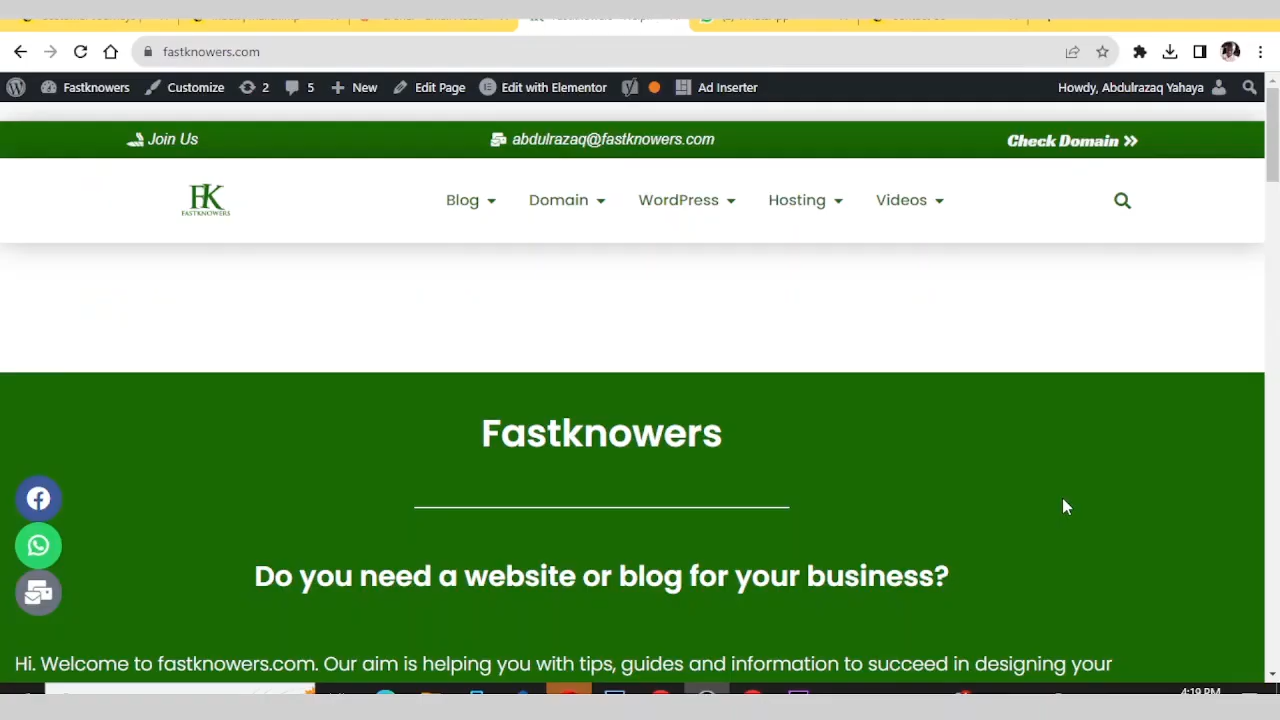 fastknowers.com
Fastknowers Customize 2 5 New Edit Page Edit with Elementor Ad Inserter Howdy, Abdulrazaq Yahaya
Join Us abdulrazaq@fastknowers.com Check Domain
FK
FASTKNOWERS
Blog Domain WordPress Hosting Videos
Fastknowers
Do you need a website or blog for your business?
Hi. Welcome to fastknowers.com. Our aim is helping you with tips, guides and information to succeed in designing your
4:19 PM